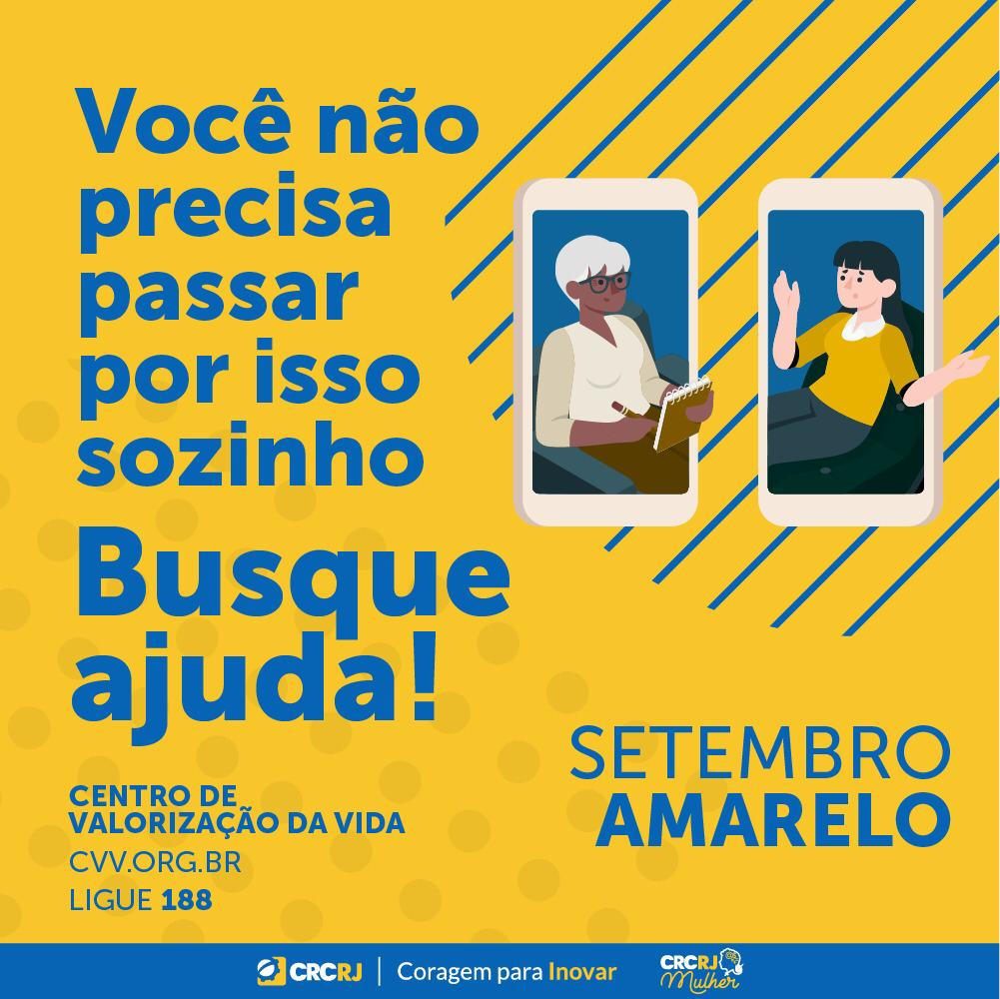 Você não
precisa
passar
por isso
sozinho
Busque
ajuda!
CENTRO DE
VALORIZAÇÃO DA VIDA
CVV.ORG.BR
LIGUE 188
SETEMBRO
AMARELO
CRCRJ | Coragem para Inovar
CRCRJ
Mulher